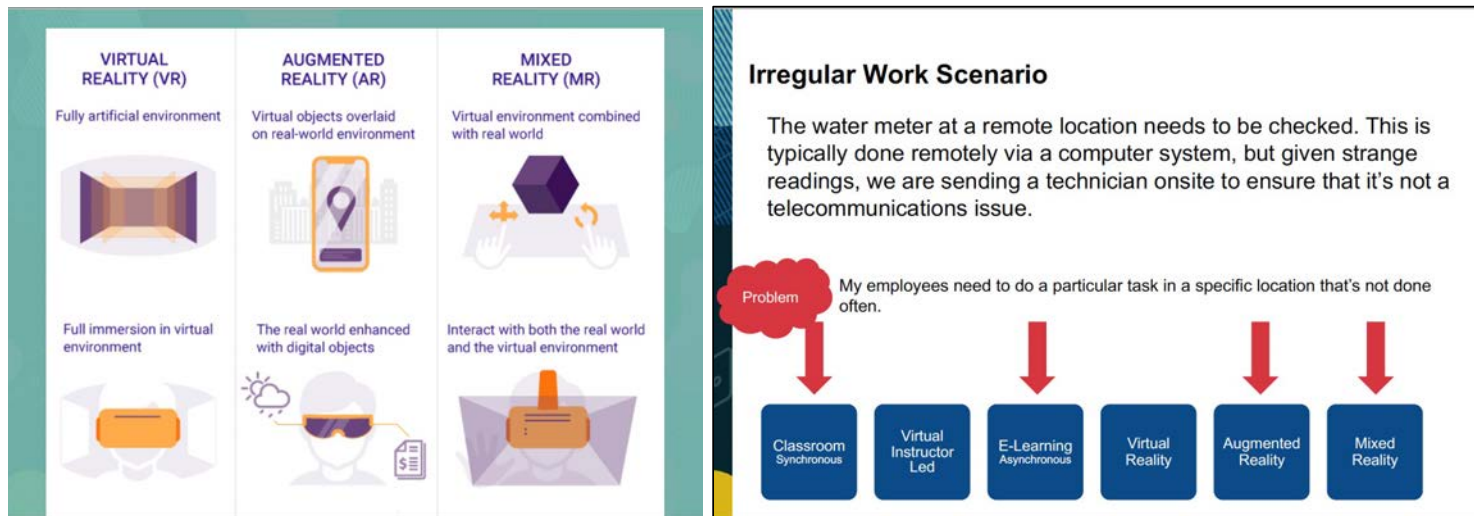 VIRTUAL
REALITY (VR)
Fully artificial environment
Full immersion in virtual
environment
AUGMENTED
REALITY (AR)
Virtual objects overlaid
on real-world environment
The real world enhanced
with digital objects
MIXED
REALITY (MR)
Virtual environment combined
with real world
Interact with both the real world
and the virtual environment
Irregular Work Scenario
The water meter at a remote location needs to be checked. This is
typically done remotely via a computer system, but given strange
readings, we are sending a technician onsite to ensure that it's not a
telecommunications issue.
Problem
My employees need to do a particular task in a specific location that's not done
often.
Classroom
Synchronous
Virtual
Instructor
Led
E-Learning
Asynchronous
Virtual
Reality
Augmented
Reality
Mixed
Reality